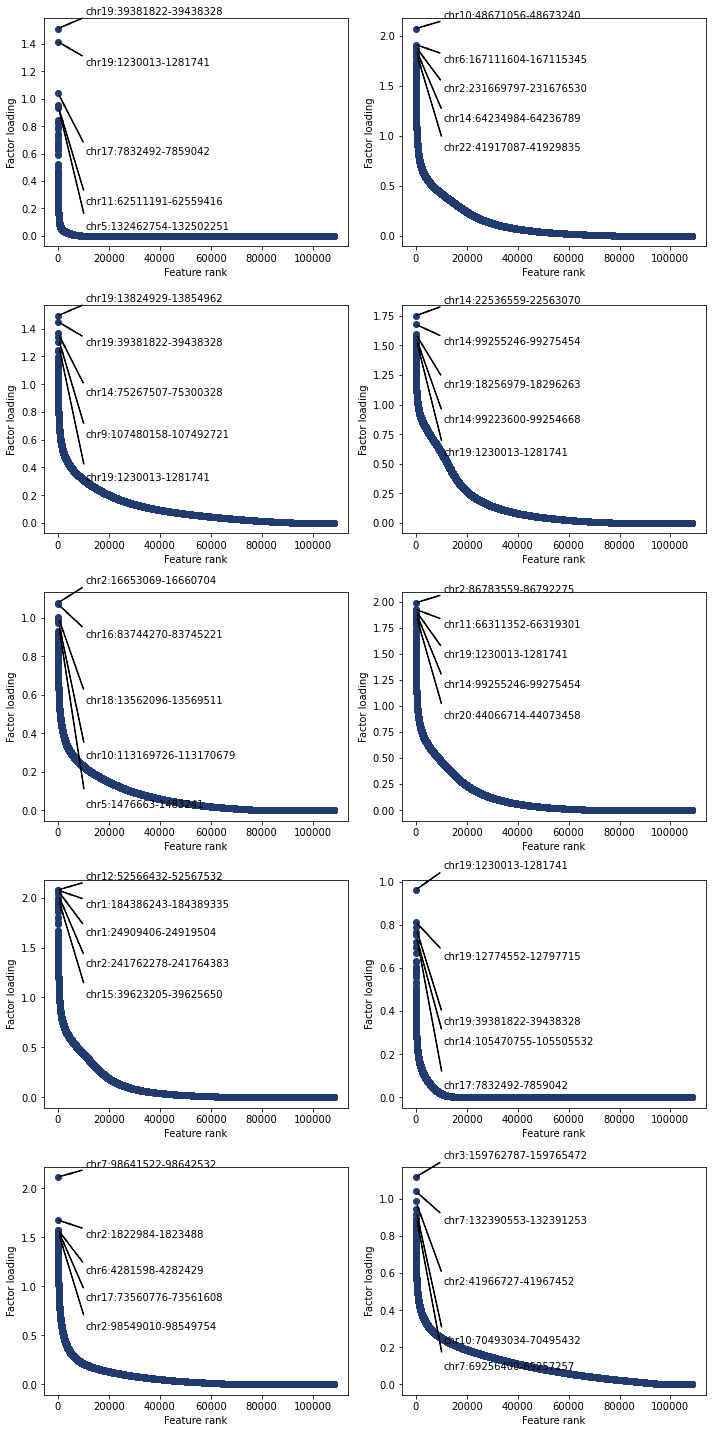 chr19:39381822-39438328
chr19:1230013-1281741
chr17:7832492-7859042
chr11:62511191-62559416
chr5:132462754-132502251
Factor loading
1.4
1.2
1.0
0.8
0.6
0.4
0.2
0.0
0 20000 40000 60000 80000 100000
Feature rank
chr10:48671056-48673240
chr6:167111604-167115345
chr2:231669797-231676530
chr14:64234984-64236789
chr22:41917087-41929835
Factor loading
2.0
1.5
1.0
0.5
0.0
0 20000 40000 60000 80000 100000
Feature rank
chr19:13824929-13854962
chr19:39381822-39438328
chr14:75267507-75300328
chr9:107480158-107492721
chr19:1230013-1281741
Factor loading
1.4
1.2
1.0
0.8
0.6
0.4
0.2
0.0
0 20000 40000 60000 80000 100000
Feature rank
chr14:22536559-22563070
chr14:99255246-99275454
chr19:18256979-18296263
chr14:99223600-99254668
chr19:1230013-1281741
Factor loading
1.75
1.50
1.25
1.00
0.75
0.50
0.25
0.00
0 20000 40000 60000 80000 100000
Feature rank
chr2:16653069-16660704
chr16:83744270-83745221
chr18:13562096-13569511
chr10:113169726-113170679
chr5:1476663-1483241
Factor loading
1.0
0.8
0.6
0.4
0.2
0.0
0 20000 40000 60000 80000 100000
Feature rank
chr2:86783559-86792275
chr11:66311352-66319301
chr19:1230013-1281741
chr14:99255246-99275454
chr20:44066714-44073458
Factor loading
2.00
1.75
1.50
1.25
1.00
0.75
0.50
0.25
0.00
0 20000 40000 60000 80000 100000
Feature rank
chr12:52566432-52567532
chr1:184386243-184389335
chr1:24909406-24919504
chr2:241762278-241764383
chr15:39623205-39625650
Factor loading
2.0
1.5
1.0
0.5
0.0
0 20000 40000 60000 80000 100000
Feature rank
chr19:1230013-1281741
chr19:12774552-12797715
chr19:39381822-39438328
chr14:105470755-105505532
chr17:7832492-7859042
Factor loading
1.0
0.8
0.6
0.4
0.2
0.0
0 20000 40000 60000 80000 100000
Feature rank
chr7:98641522-98642532
chr2:1822984-1823488
chr6:4281598-4282429
chr17:73560776-73561608
chr2:98549010-98549754
Factor loading
2.0
1.5
1.0
0.5
0.0
0 20000 40000 60000 80000 100000
Feature rank
chr3:159762787-159765472
chr7:132390553-132391253
chr2:41966727-41967452
chr10:70493034-70495432
chr7:69256400-69257257
Factor loading
1.0
0.8
0.6
0.4
0.2
0.0
0 20000 40000 60000 80000 100000
Feature rank